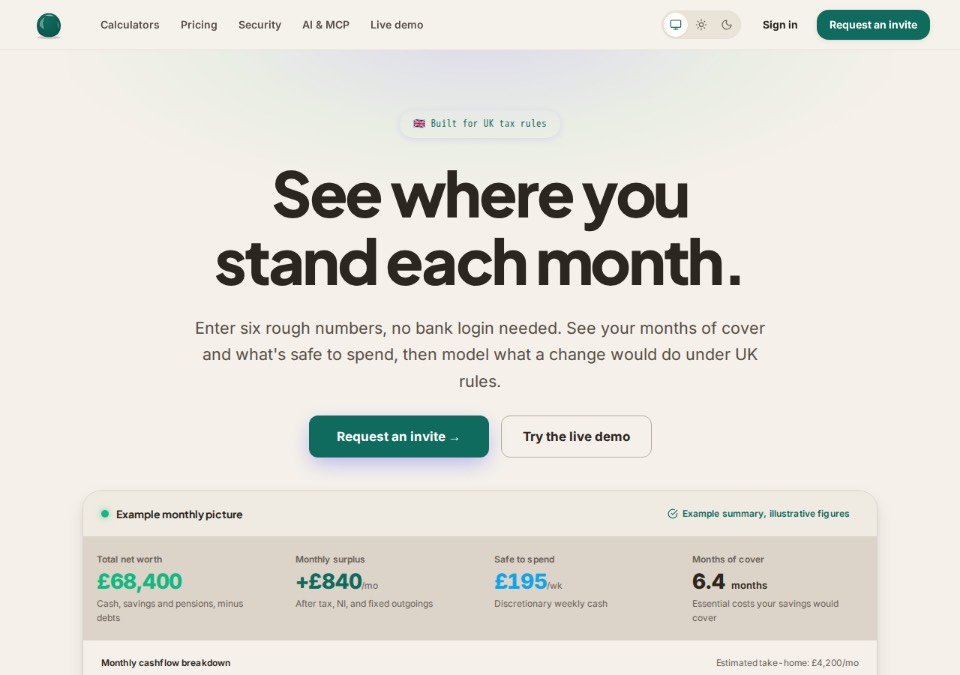 Calculators Pricing Security AI & MCP Live demo Sign in Request an invite
🇬🇧 Built for UK tax rules
See where you
stand each month.
Enter six rough numbers, no bank login needed. See your months of cover
and what's safe to spend, then model what a change would do under UK
rules.
Request an invite → Try the live demo
Example monthly picture Example summary, illustrative figures
Total net worth Monthly surplus Safe to spend Months of cover
£68,400 +£840/mo £195/wk 6.4 months
Cash, savings and pensions, minus After tax, NI, and fixed outgoings Discretionary weekly cash Essential costs your savings would
debts cover
Monthly cashflow breakdown Estimated take-home: £4,200/mo